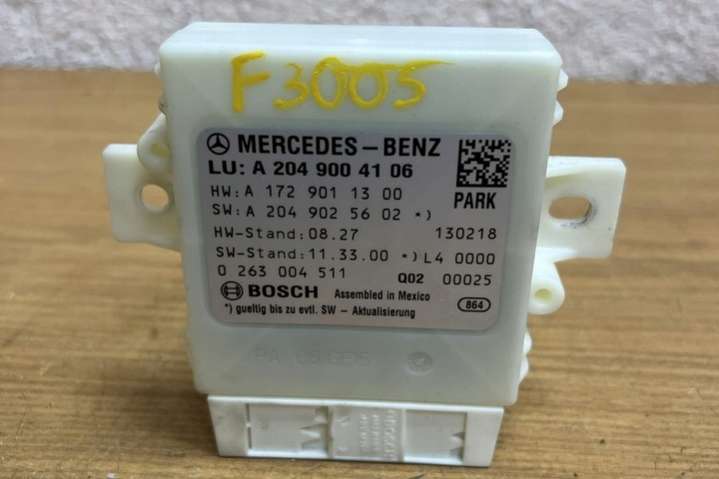 F3005
MERCEDES-BENZ
LU: A 204 900 41 06
HW: A 172 901 13 00
SW: A 204 902 56 02 *)
PARK
HW-Stand: 08.27 130218
SW-Stand: 11.33.00 *) L4 0000
0 263 004 511 Q02 00025
BOSCH Assembled in Mexico 864
*) gueltig bis zu evtl. SW - Aktualisierung